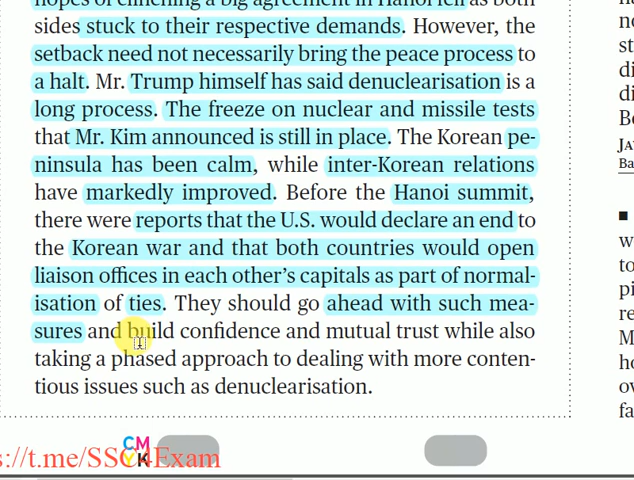 hopes of clinching a big agreement in Hanoi fell as both
sides stuck to their respective demands. However, the
setback need not necessarily bring the peace process to
a halt. Mr. Trump himself has said denuclearisation is a
long process. The freeze on nuclear and missile tests
that Mr. Kim announced is still in place. The Korean pe-
ninsula has been calm, while inter-Korean relations
have markedly improved. Before the Hanoi summit,
there were reports that the U.S. would declare an end to
the Korean war and that both countries would open
liaison offices in each other's capitals as part of normal-
isation of ties. They should go ahead with such mea-
sures and build confidence and mutual trust while also
taking a phased approach to dealing with more conten-
tious issues such as denuclearisation.
CM
YK
s://t.me/SSC4Exam